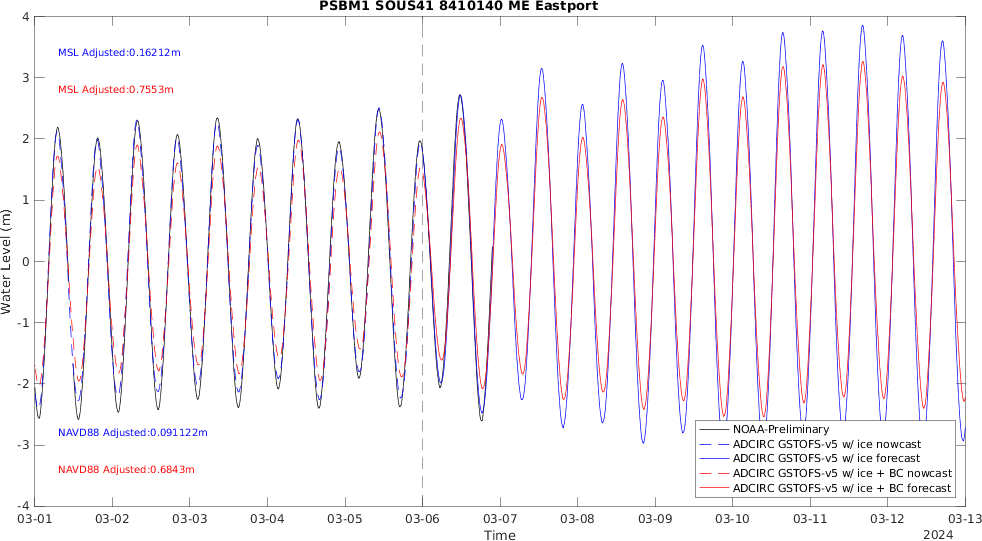 PSBM1 SOUS41 8410140 ME Eastport
MSL Adjusted:0.16212m
MSL Adjusted:0.7553m
NAVD88 Adjusted:0.091122m
NAVD88 Adjusted:0.6843m
Water Level (m)
4
3
2
1
0
-1
-2
-3
-4
NOAA-Preliminary
ADCIRC GSTOFS-v5 w/ ice nowcast
ADCIRC GSTOFS-v5 w/ ice forecast
ADCIRC GSTOFS-v5 w/ ice + BC nowcast
ADCIRC GSTOFS-v5 w/ ice + BC forecast
03-01 03-02 03-03 03-04 03-05 03-06 03-07 03-08 03-09 03-10 03-11 03-12 03-13
Time
2024